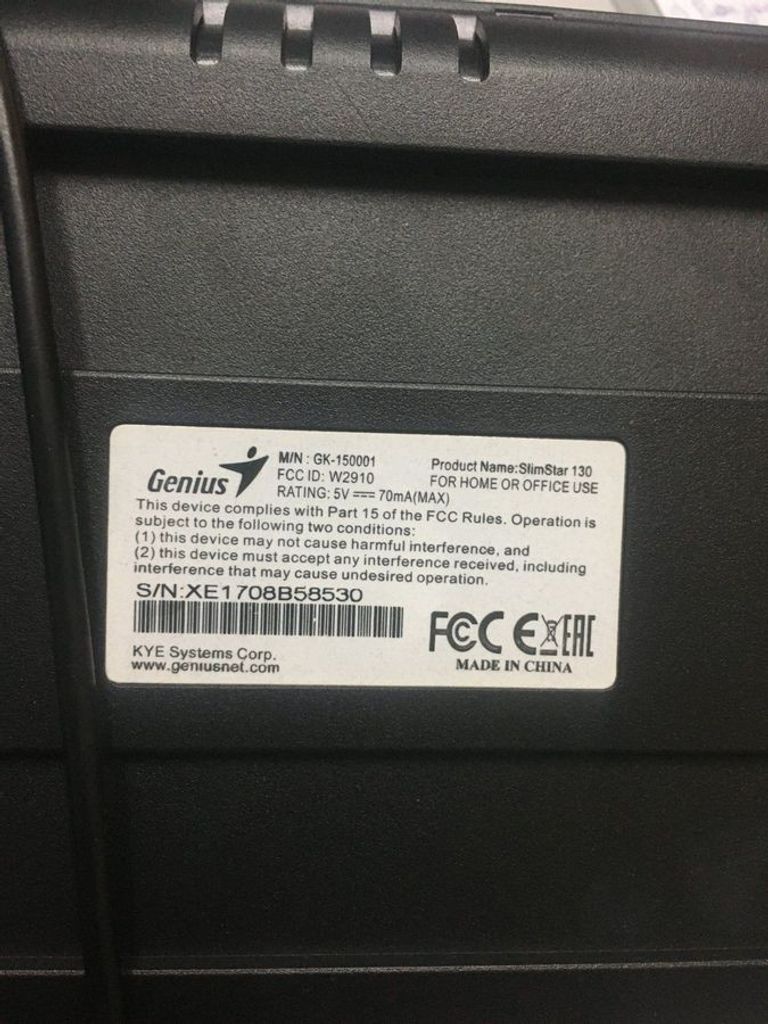 Genius
M/N : GK-150001
FCC ID: W2910
RATING: 5V ⎓ 70mA(MAX)
Product Name:SlimStar 130
FOR HOME OR OFFICE USE
This device complies with Part 15 of the FCC Rules. Operation is
subject to the following two conditions:
(1) this device may not cause harmful interference, and
(2) this device must accept any interference received, including
interference that may cause undesired operation.
S/N:XE1708B58530
FCC CE EAC
KYE Systems Corp.
www.geniusnet.com
MADE IN CHINA